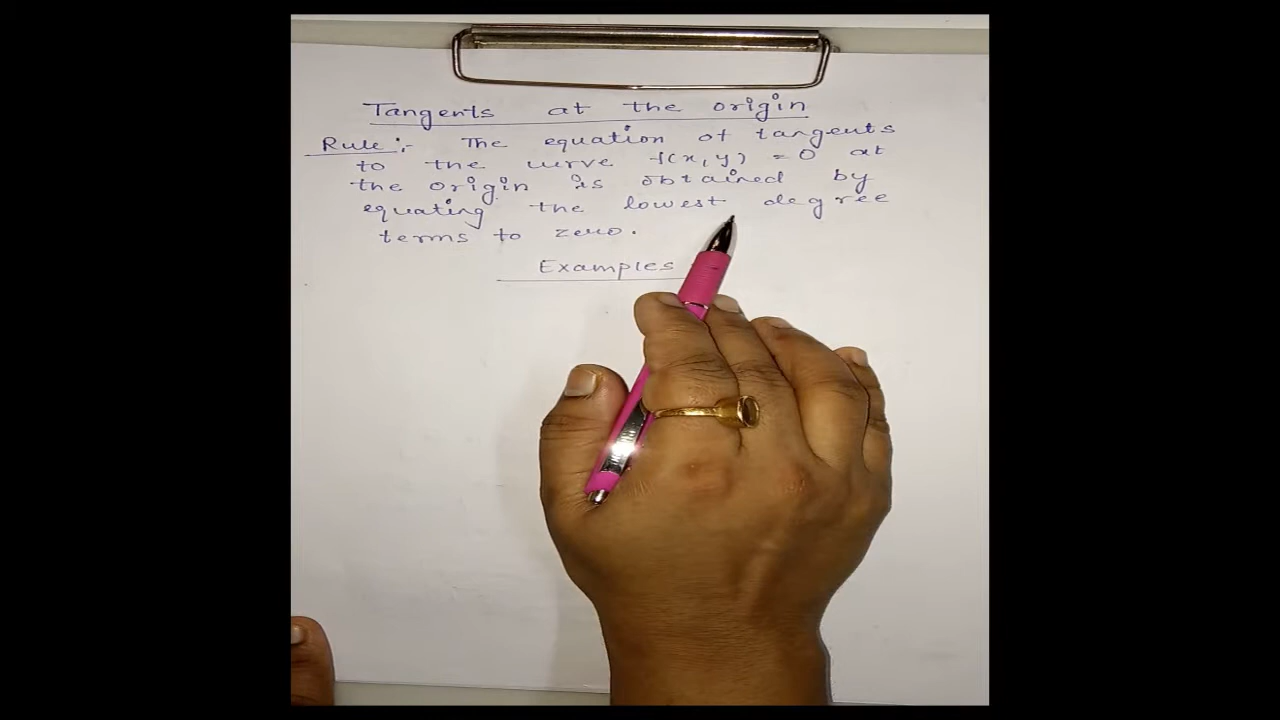 Tangents at the origin
Rule:- The equation of tangents
to the curve f(x, y) = 0 at
the origin is obtained by
equating the lowest degree
terms to zero.
Examples